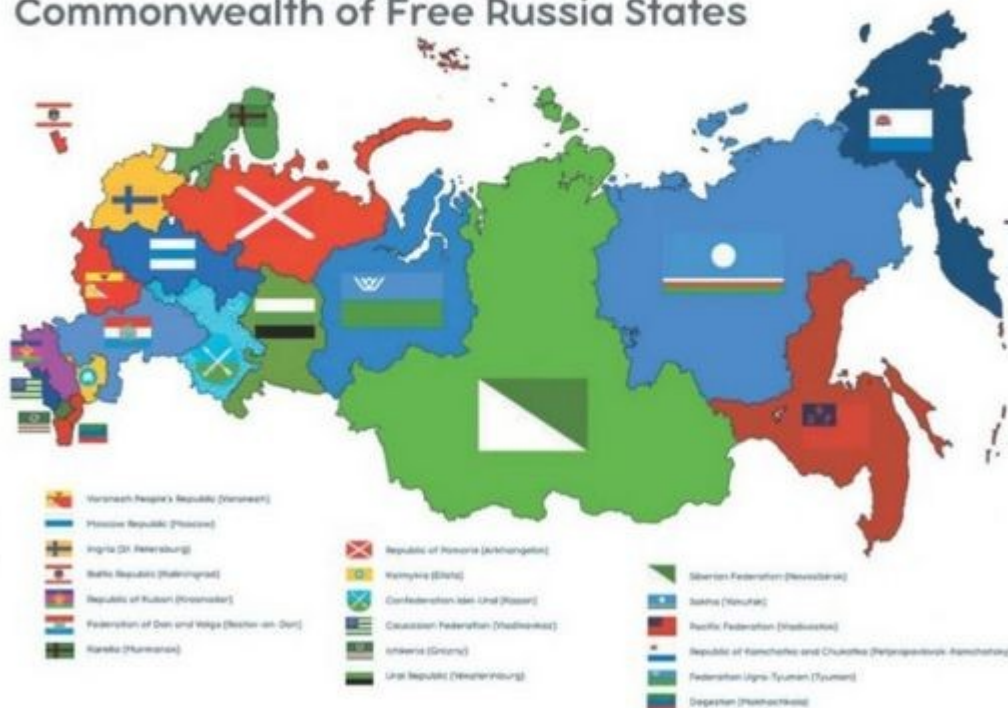 Commonwealth of Free Russia States
Voronezh People's Republic (Voronezh)
Moscow Republic (Moscow)
Ingria (St Petersburg)
Baltic Republic (Kaliningrad)
Republic of Kuban (Krasnodar)
Federation of Don and Volga (Rostov-on-Don)
Karelia (Murmansk)
Republic of Pomoria (Arkhangelsk)
Kalmykia (Elista)
Confederation Idel-Ural (Kazan)
Caucasian Federation (Vladikavkaz)
Ichkeria (Grozny)
Ural Republic (Yekaterinburg)
Siberian Federation (Novosibirsk)
Sakha (Yakutsk)
Pacific Federation (Vladivostok)
Republic of Kamchatka and Chukotka (Petropavlovsk-Kamchatsky)
Federation Ugra-Tyumen (Tyumen)
Dagestan (Makhachkala)